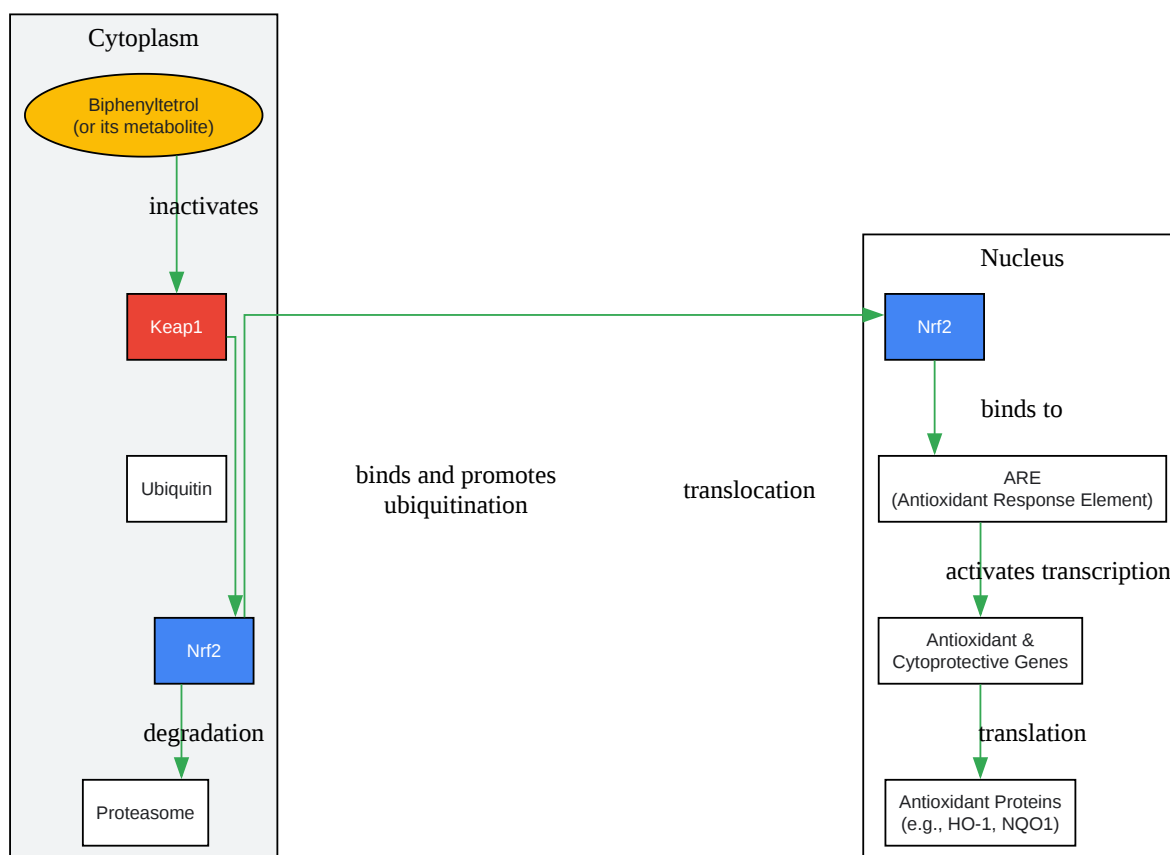 Cytoplasm
Biphenyltetrol
(or its metabolite)
inactivates
Keap1
Ubiquitin
binds and promotes
ubiquitination
Nrf2
degradation
Proteasome
translocation
Nucleus
Nrf2
binds to
ARE
(Antioxidant Response Element)
activates transcription
Antioxidant &
Cytoprotective Genes
translation
Antioxidant Proteins
(e.g., HO-1, NQO1)